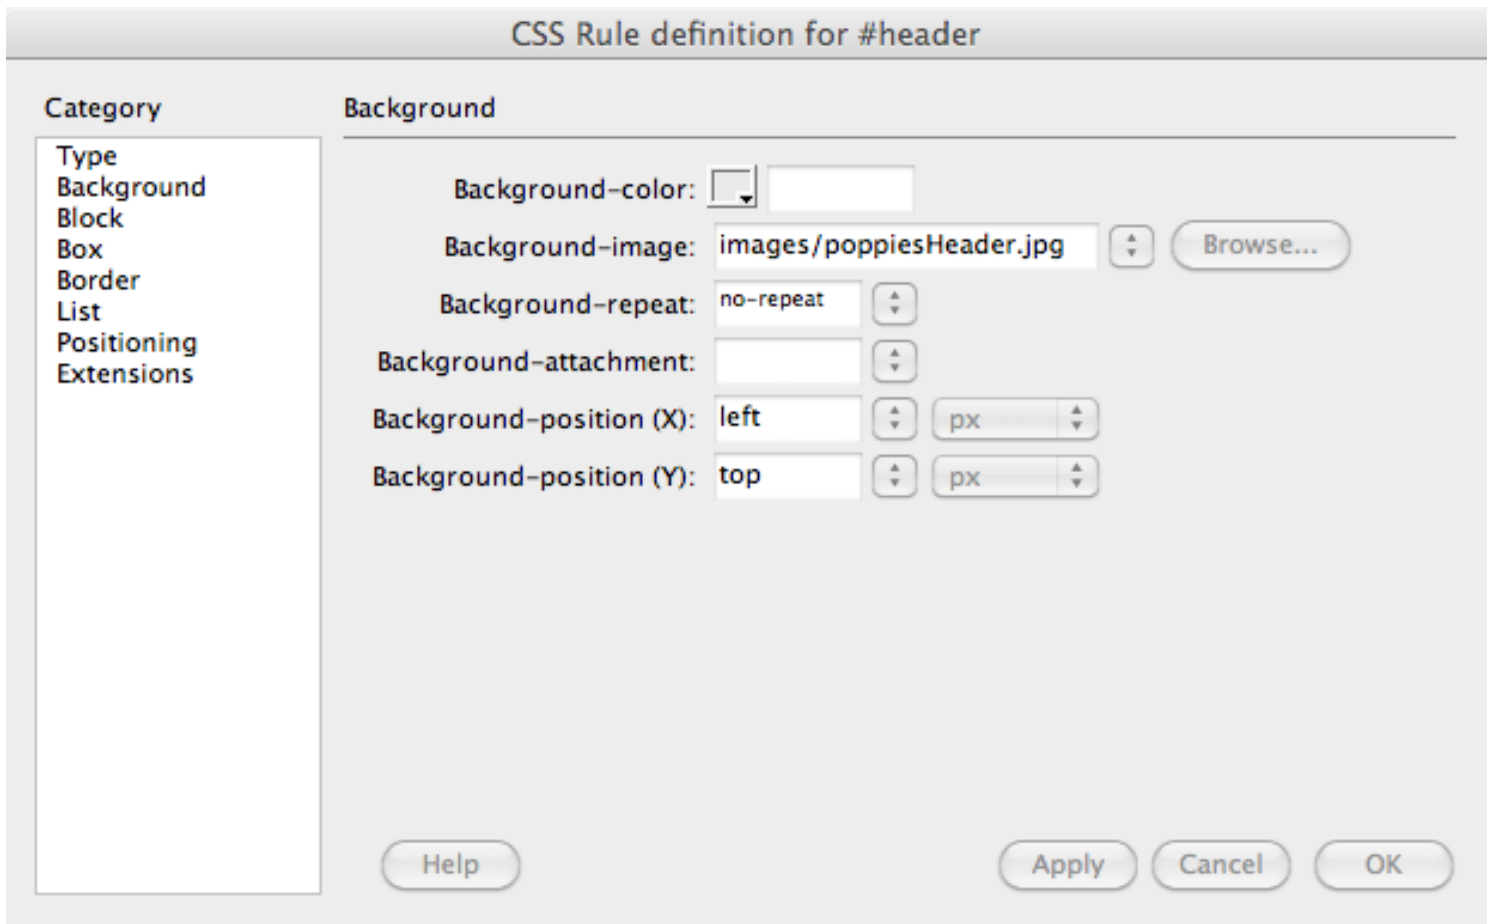 CSS Rule definition for #header
Category
Type
Background
Block
Box
Border
List
Positioning
Extensions
Background
Background-color:
Background-image: images/poppiesHeader.jpg Browse...
Background-repeat: no-repeat
Background-attachment:
Background-position (X): left px
Background-position (Y): top px
Help Apply Cancel OK